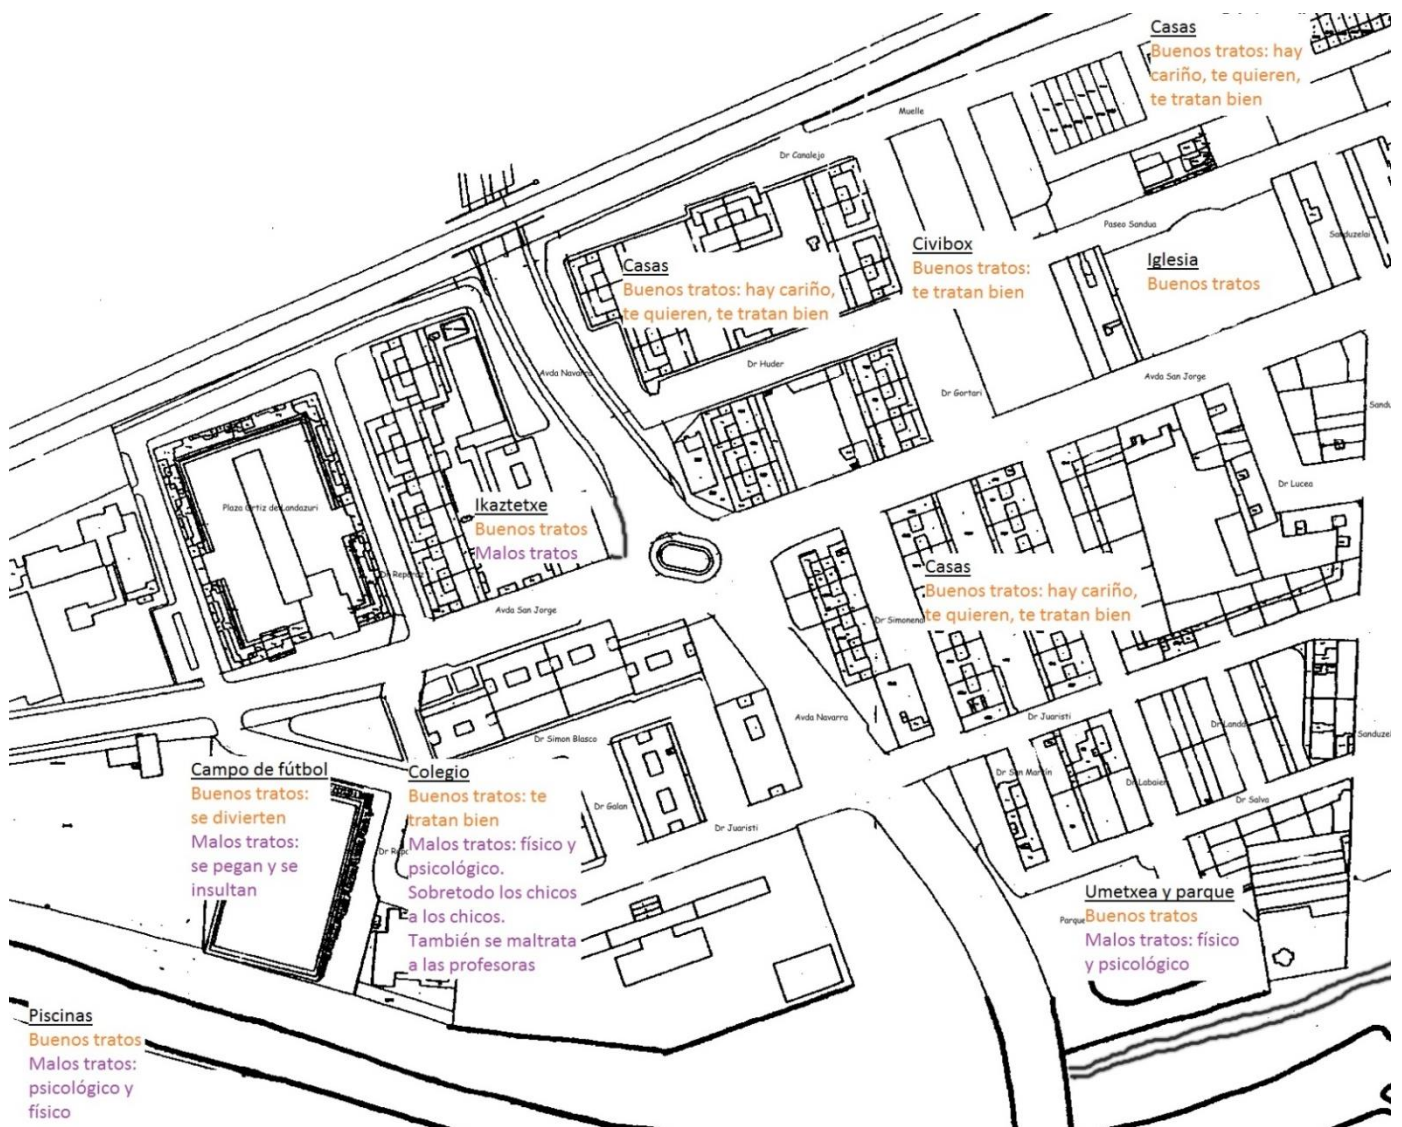 Casas
Buenos tratos: hay
cariño, te quieren,
te tratan bien
Muelle
Dr Canalejo
Paseo Sandua
Sanduzelai
Civibox
Buenos tratos:
te tratan bien
Iglesia
Buenos tratos
Casas
Buenos tratos: hay cariño,
te quieren, te tratan bien
Dr Huder
Avda Navarra
Dr Gortari
Avda San Jorge
Sandu
Dr Lucea
Plaza Ortiz de Landazuri
Ikaztetxe
Buenos tratos
Malos tratos
Dr Reparaz
Avda San Jorge
Casas
Buenos tratos: hay cariño,
te quieren, te tratan bien
Dr Simonena
Avda Navarra
Dr Juaristi
Dr Landa
Sanduzelai
Dr Simon Blasco
Dr San Martín
Dr Labaien
Dr Salva
Campo de fútbol
Buenos tratos:
se divierten
Malos tratos:
se pegan y se
insultan
Colegio
Buenos tratos: te
tratan bien
Malos tratos: físico y
psicológico.
Sobretodo los chicos
a los chicos.
También se maltrata
a las profesoras
Dr Galan
Dr Juaristi
Umetxea y parque
Buenos tratos
Malos tratos: físico
y psicológico
Parque
Piscinas
Buenos tratos
Malos tratos:
psicológico y
físico